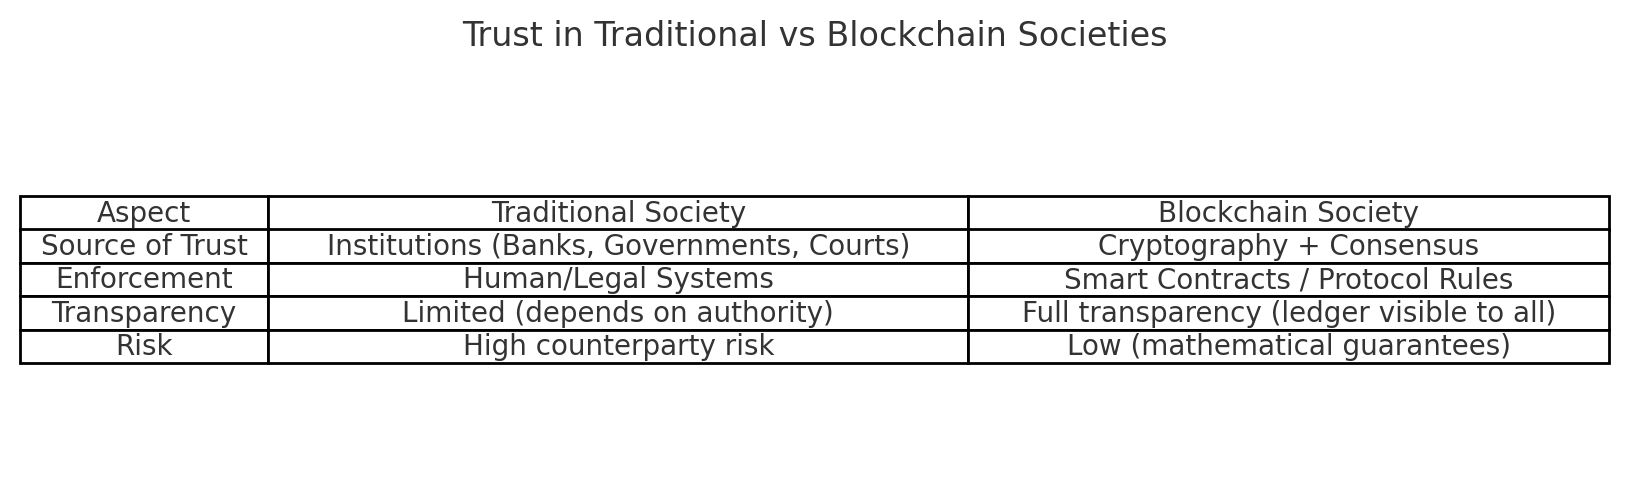 Trust in Traditional vs Blockchain Societies
Aspect Traditional Society Blockchain Society
Source of Trust Institutions (Banks, Governments, Courts) Cryptography + Consensus
Enforcement Human/Legal Systems Smart Contracts / Protocol Rules
Transparency Limited (depends on authority) Full transparency (ledger visible to all)
Risk High counterparty risk Low (mathematical guarantees)